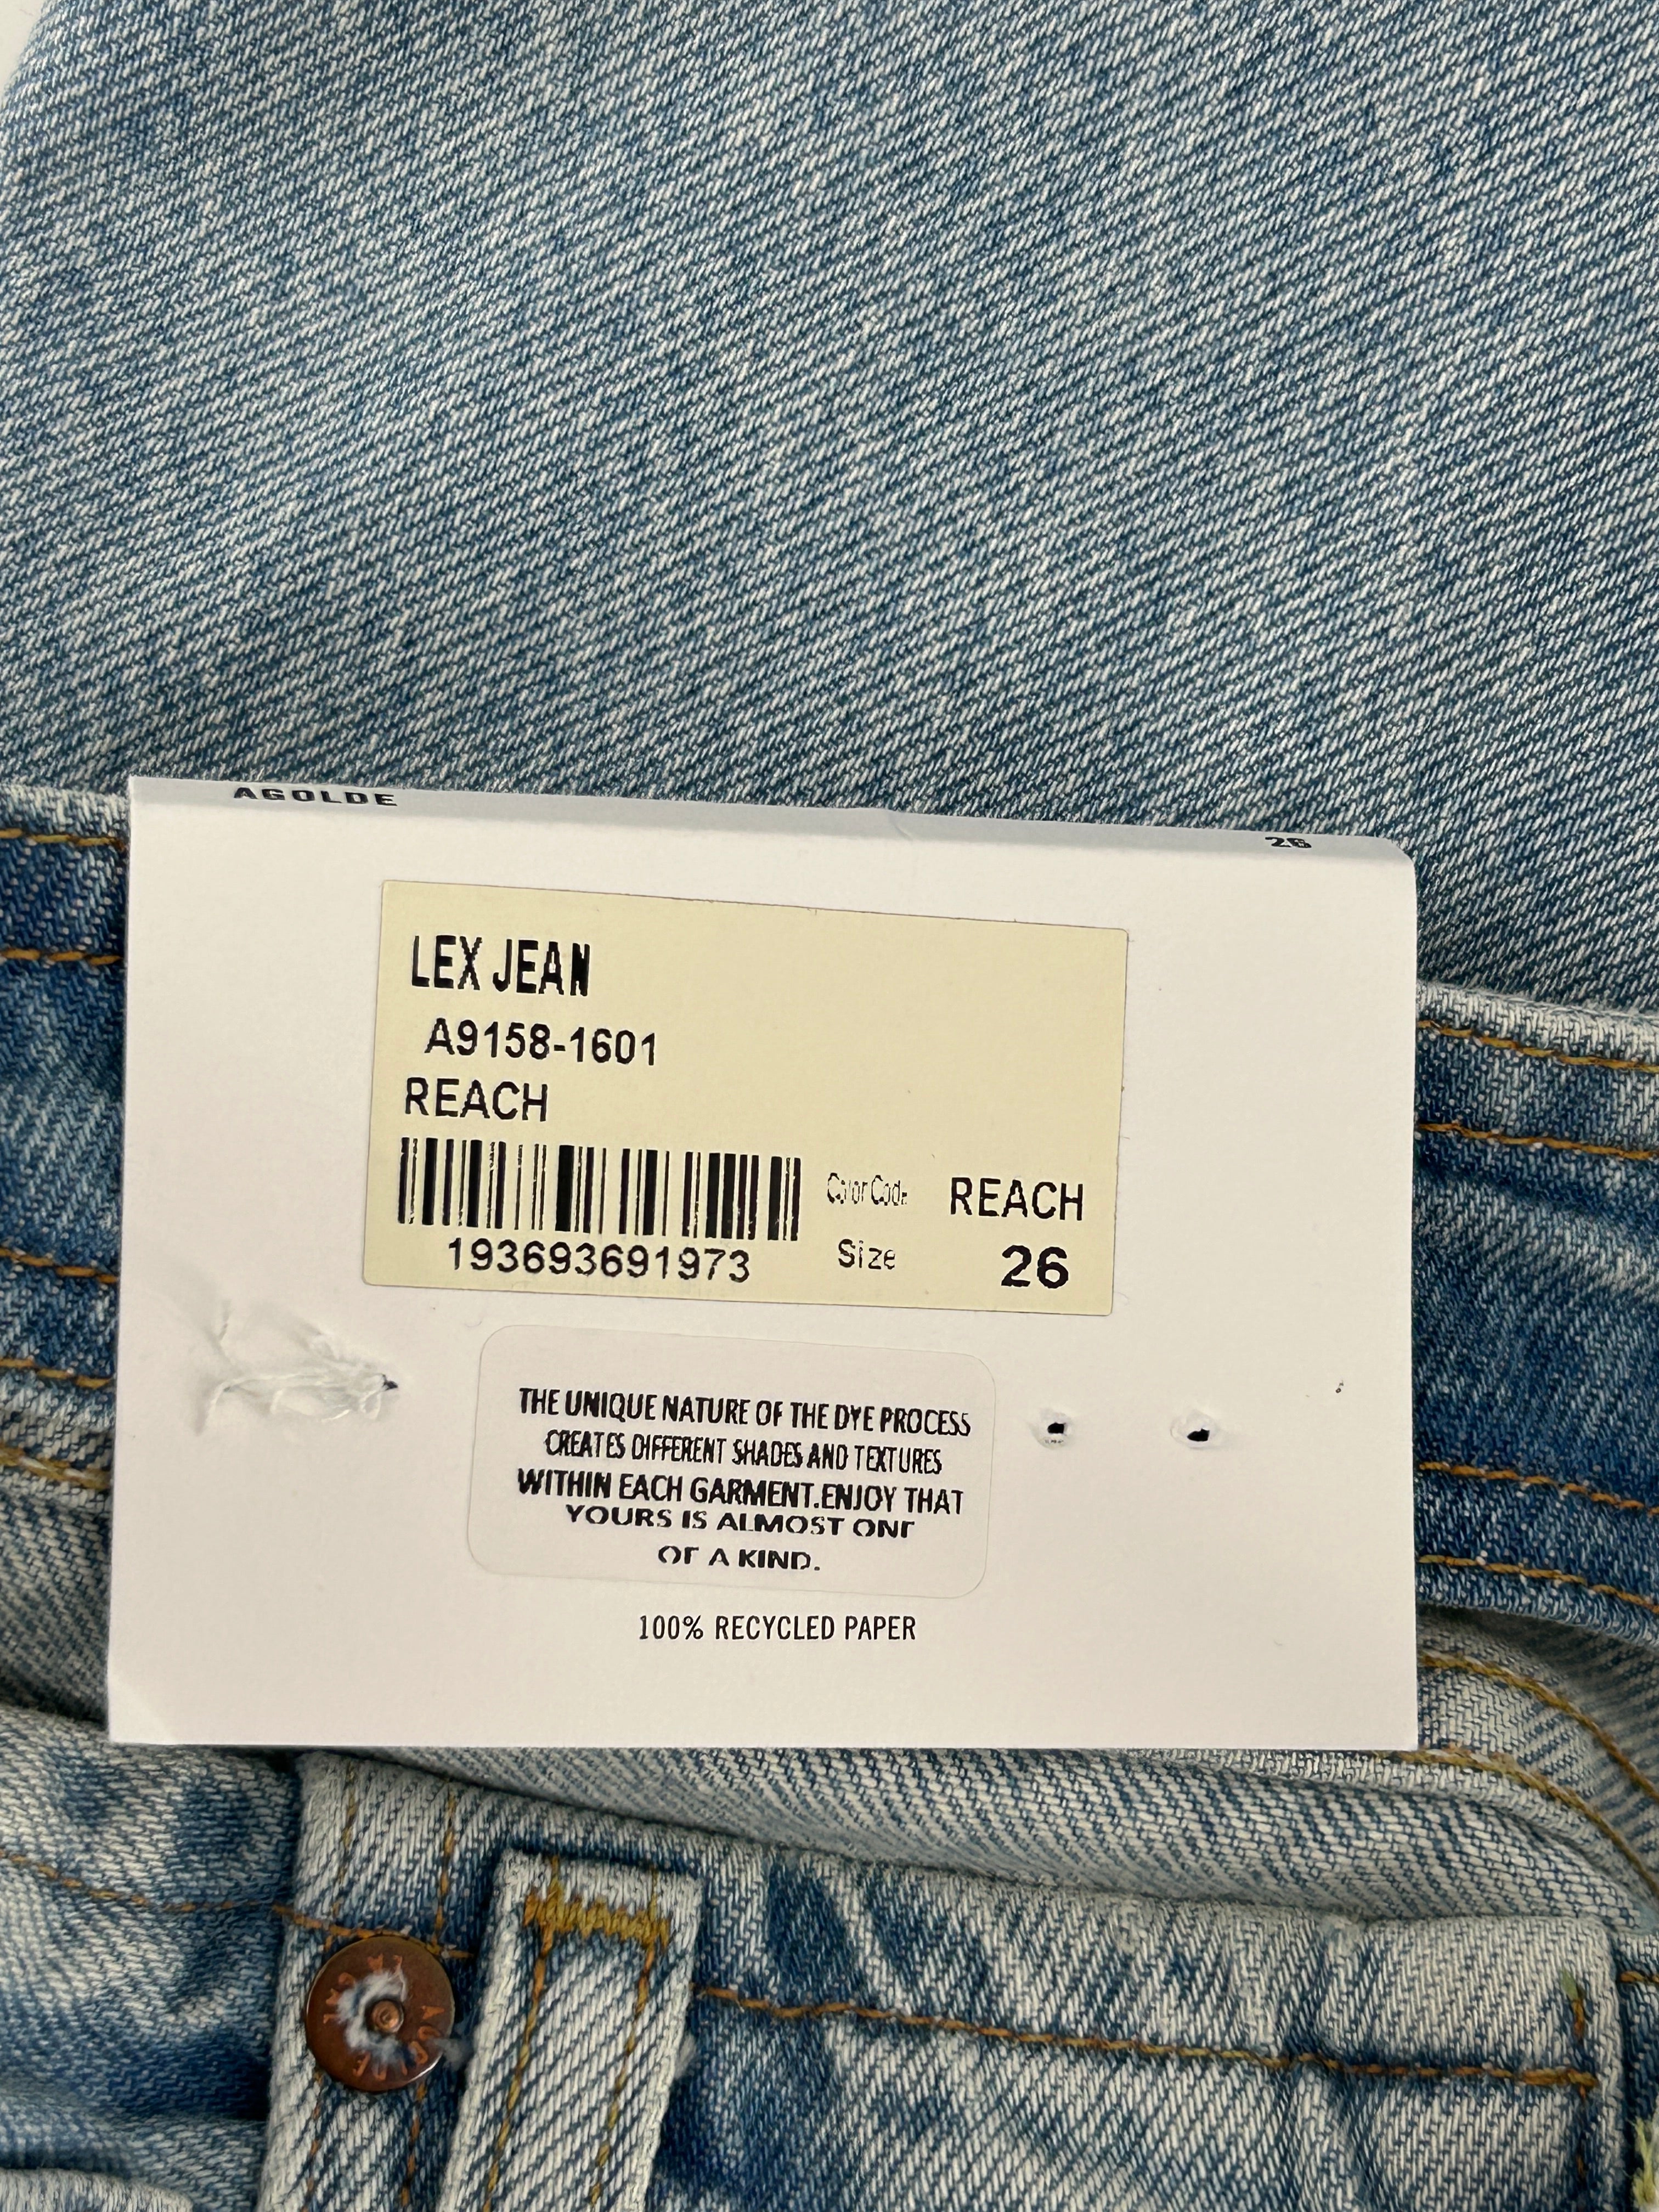 AGOLDE 26
LEX JEAN
A9158-1601
REACH
193693691973
Color Code REACH
Size 26
THE UNIQUE NATURE OF THE DYE PROCESS
CREATES DIFFERENT SHADES AND TEXTURES
WITHIN EACH GARMENT.ENJOY THAT
YOURS IS ALMOST ONE
OF A KIND.
100% RECYCLED PAPER